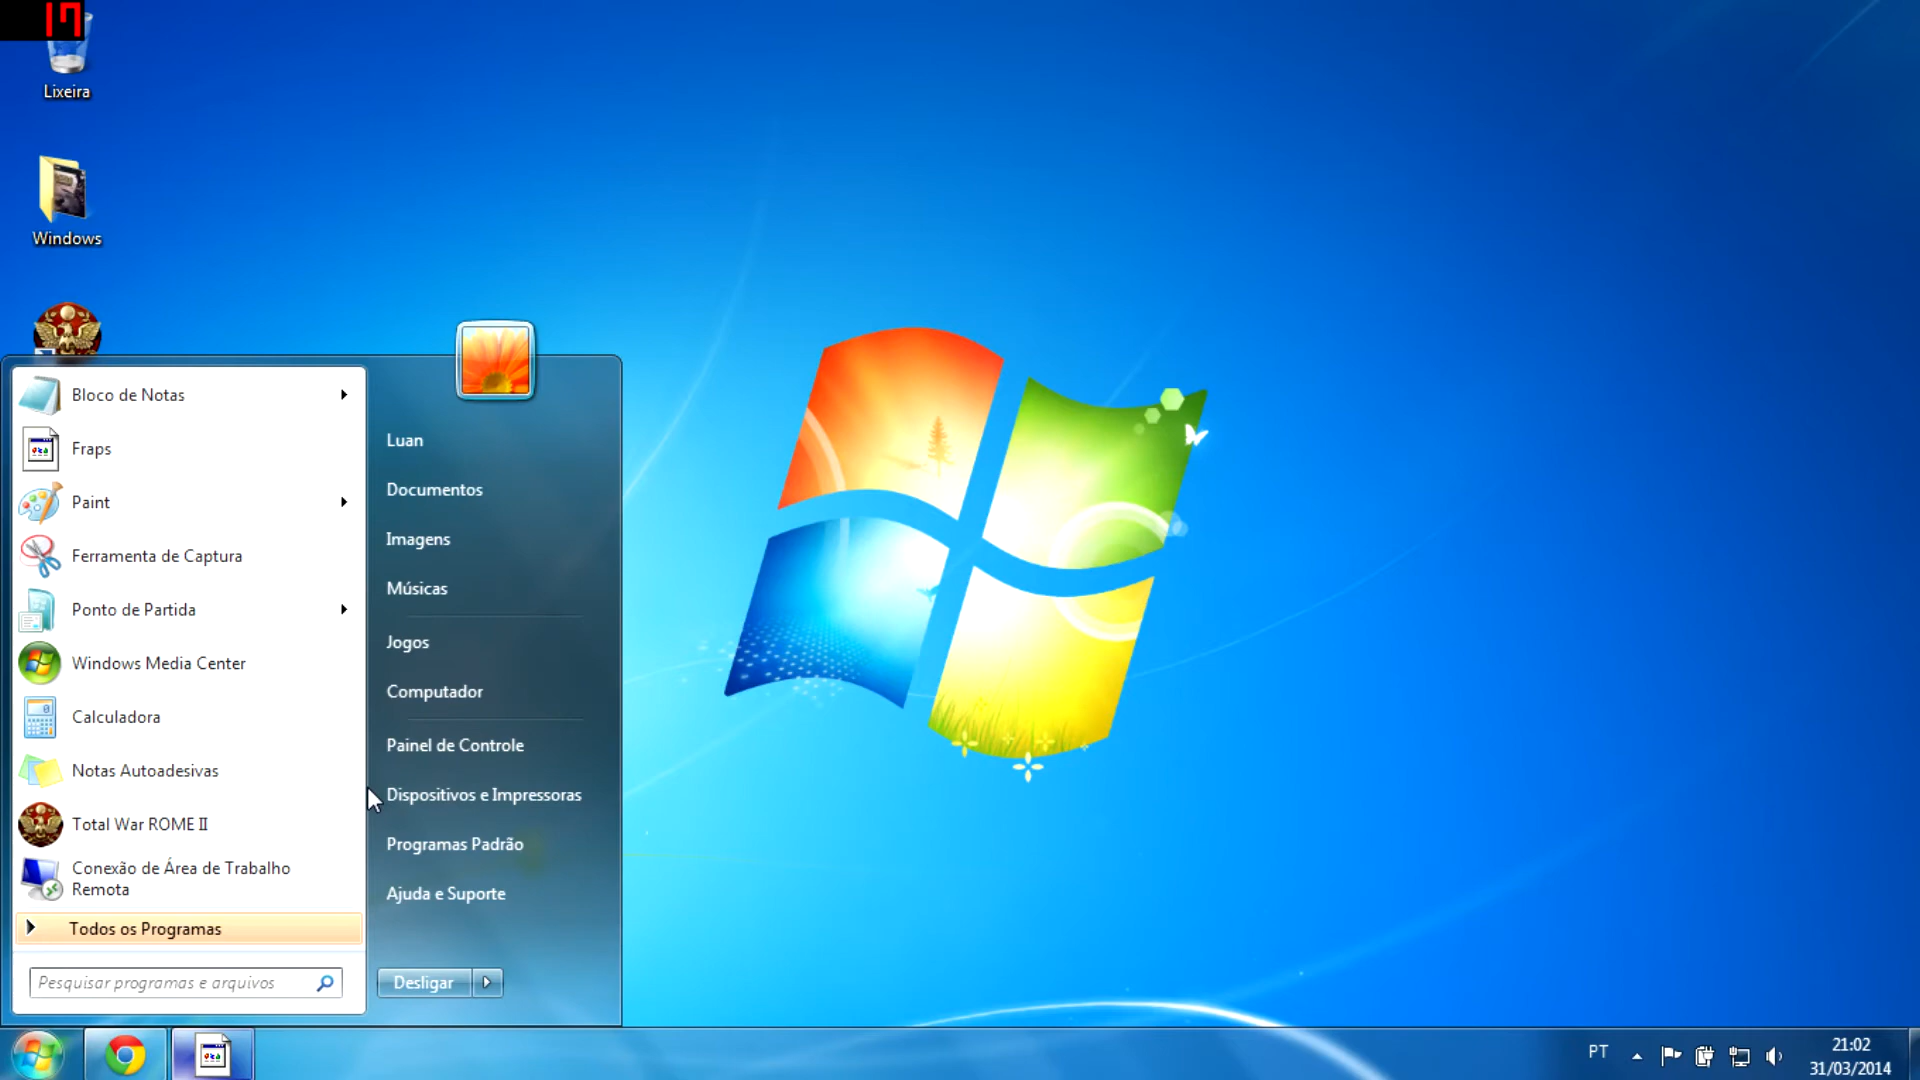 17
Lixeira
Windows
Bloco de Notas
Fraps
Paint
Ferramenta de Captura
Ponto de Partida
Windows Media Center
Calculadora
Notas Autoadesivas
Total War ROME II
Conexão de Área de Trabalho
Remota
Todos os Programas
Pesquisar programas e arquivos
Luan
Documentos
Imagens
Músicas
Jogos
Computador
Painel de Controle
Dispositivos e Impressoras
Programas Padrão
Ajuda e Suporte
Desligar
PT
21:02
31/03/2014